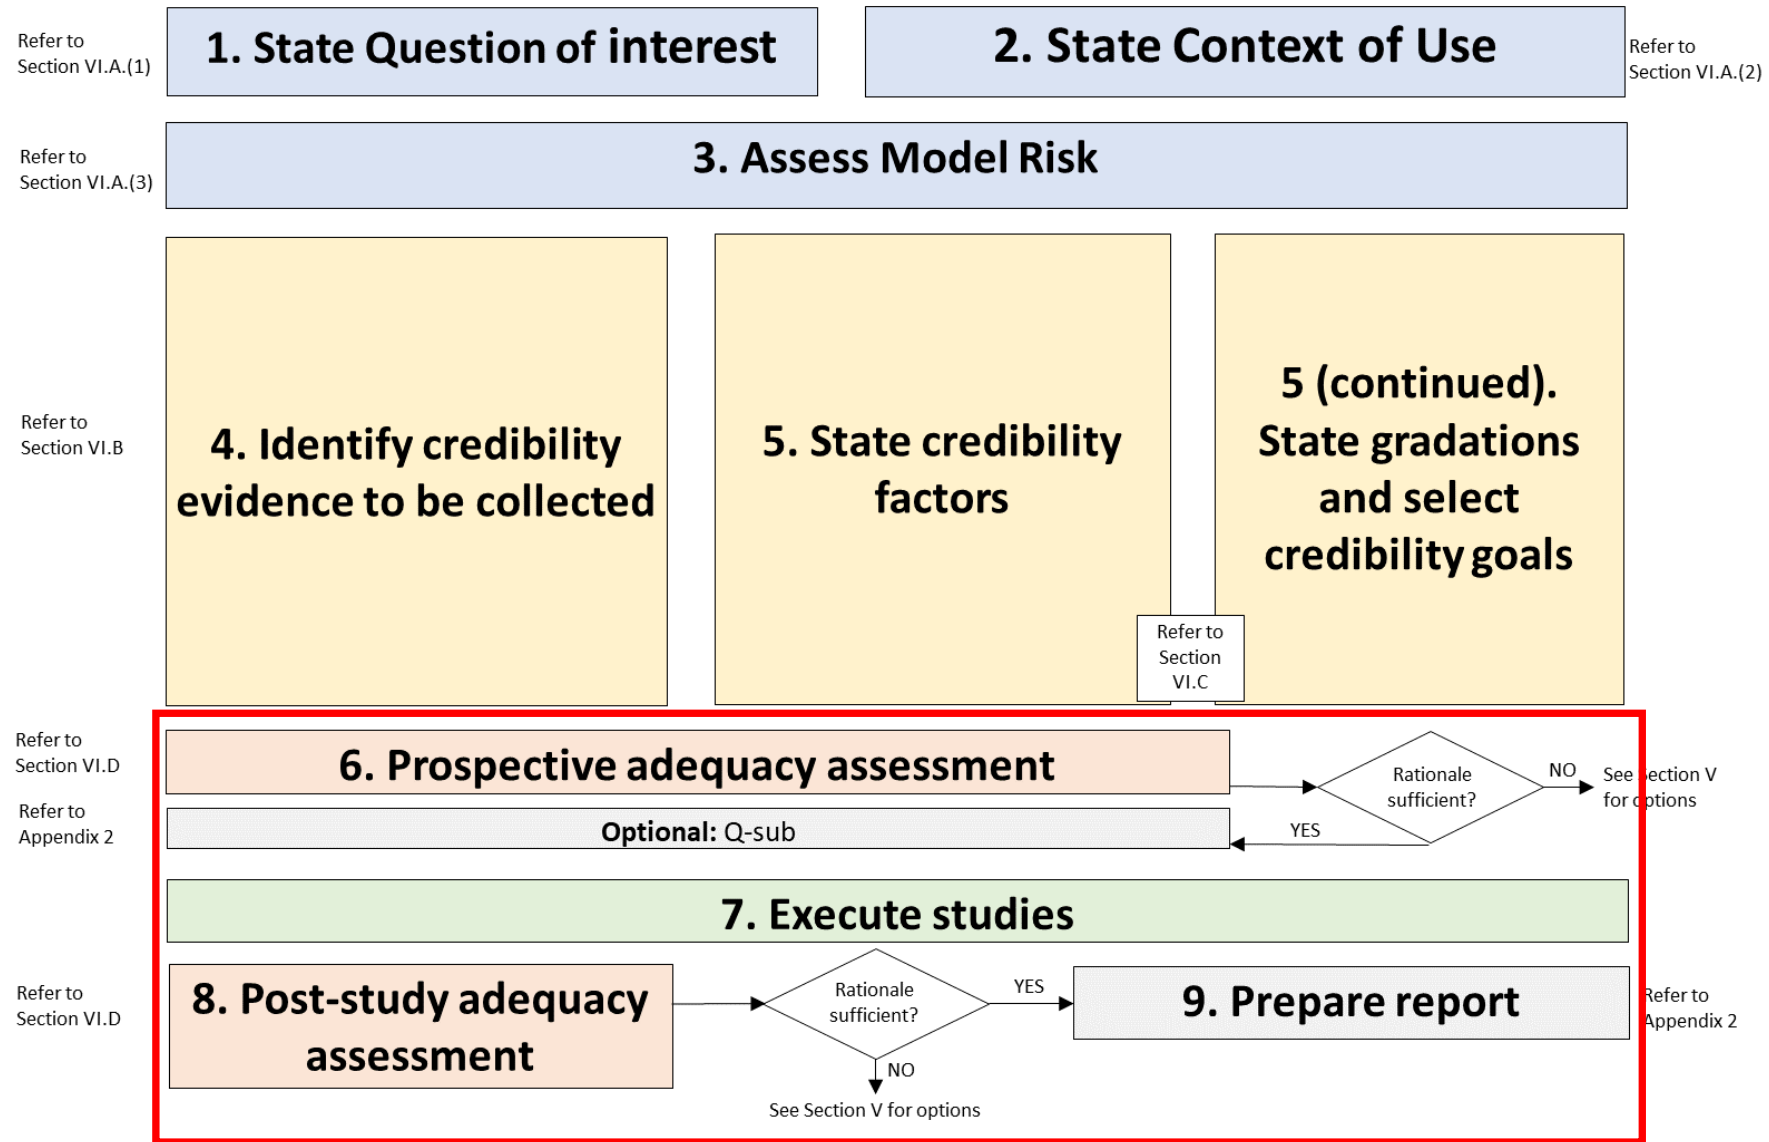 Refer to
Section VI.A.(1)
1. State Question of interest
2. State Context of Use
Refer to
Section VI.A.(2)
Refer to
Section VI.A.(3)
3. Assess Model Risk
Refer to
Section VI.B
4. Identify credibility
evidence to be collected
5. State credibility
factors
5 (continued).
State gradations
and select
credibility goals
Refer to
Section
VI.C
Refer to
Section VI.D
6. Prospective adequacy assessment
Rationale
sufficient?
NO
See Section V
for options
Refer to
Appendix 2
Optional: Q-sub
YES
7. Execute studies
Refer to
Section VI.D
8. Post-study adequacy
assessment
Rationale
sufficient?
YES
9. Prepare report
Refer to
Appendix 2
NO
See Section V for options